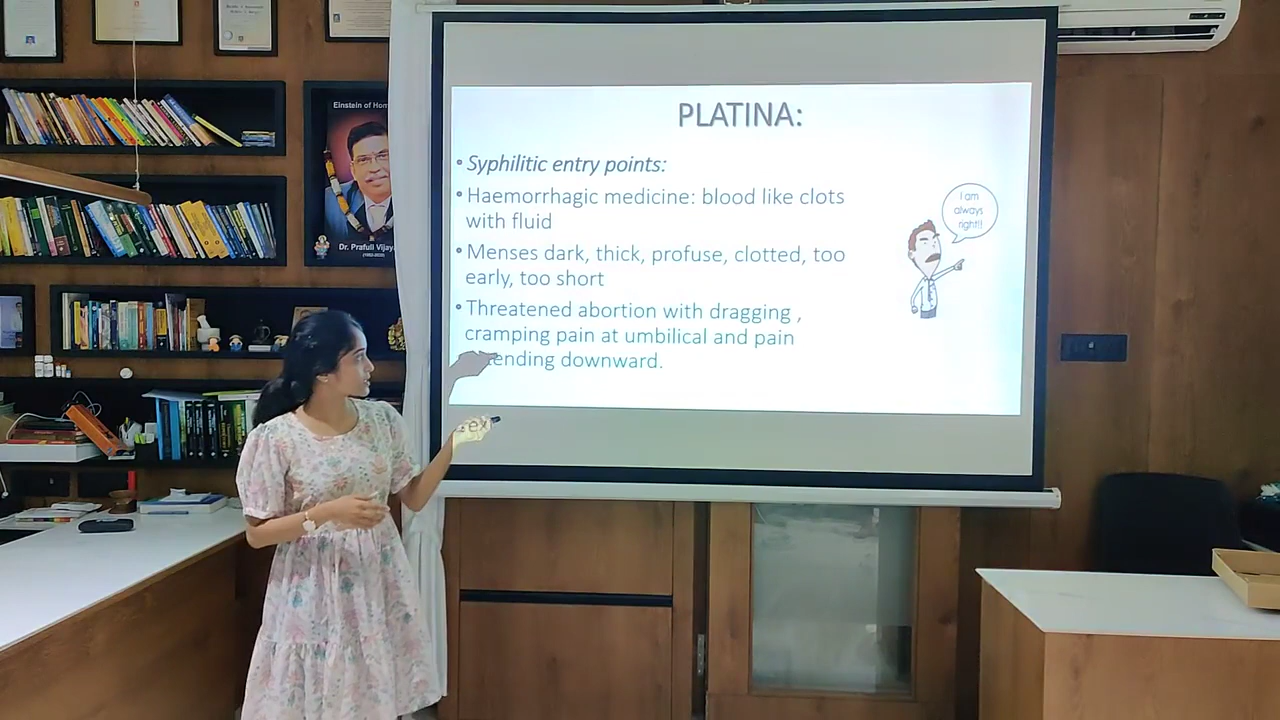 PLATINA:
• Syphilitic entry points:
• Haemorrhagic medicine: blood like clots
with fluid
• Menses dark, thick, profuse, clotted, too
early, too short
• Threatened abortion with dragging ,
cramping pain at umbilical and pain
extending downward.
I am
always
right!!
Einstein of Hom
Dr. Prafull Vijay